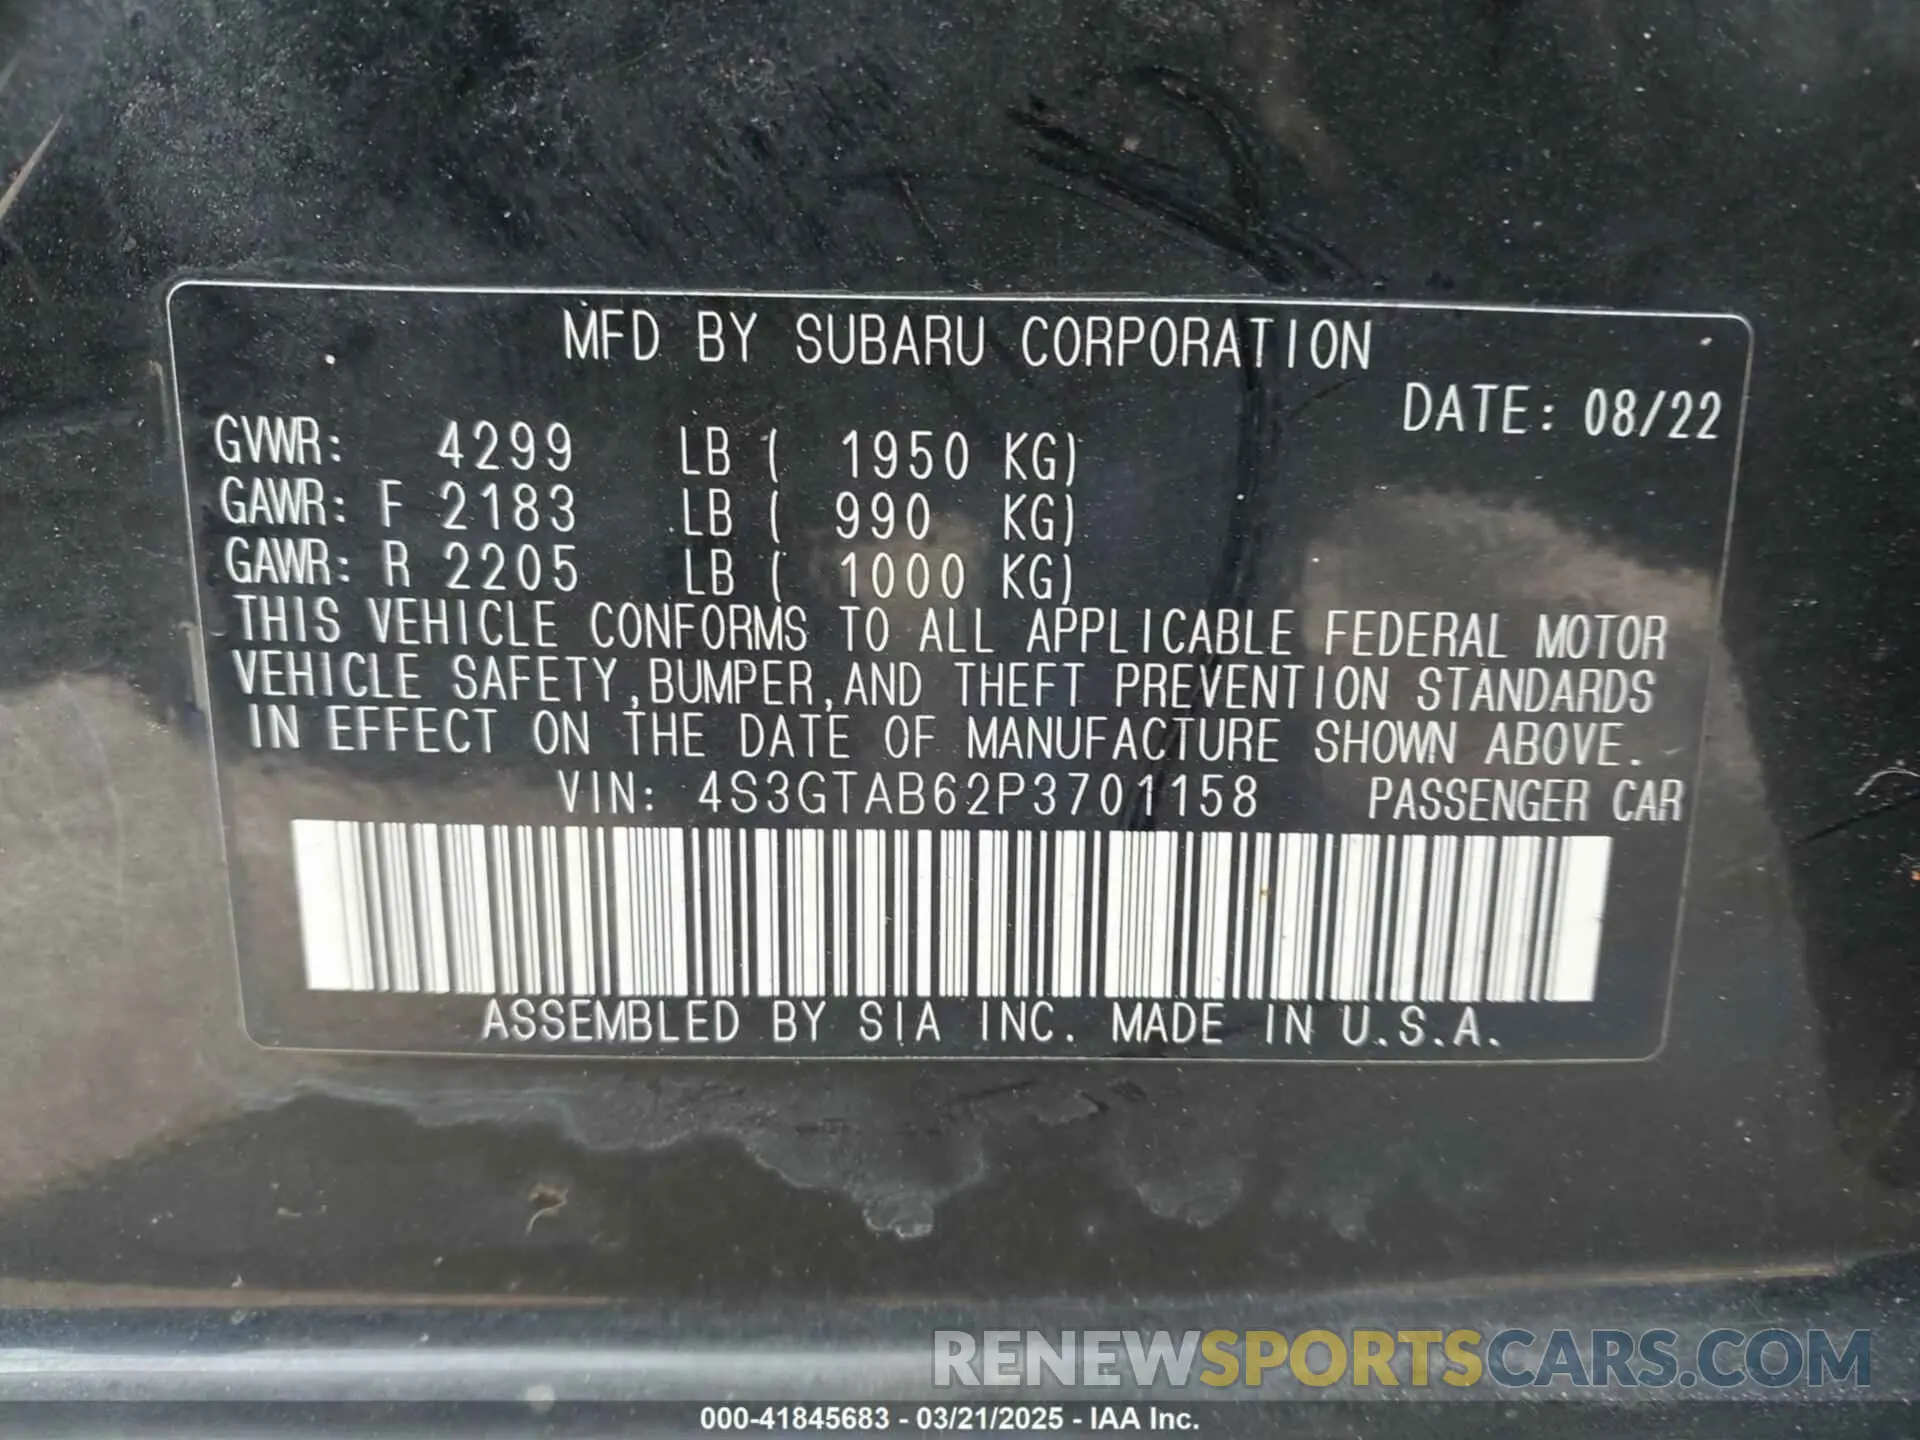 MFD BY SUBARU CORPORATION
DATE: 08/22
GVWR: 4299 LB ( 1950 KG)
GAWR: F 2183 LB ( 990 KG)
GAWR: R 2205 LB ( 1000 KG)
THIS VEHICLE CONFORMS TO ALL APPLICABLE FEDERAL MOTOR
VEHICLE SAFETY,BUMPER,AND THEFT PREVENTION STANDARDS
IN EFFECT ON THE DATE OF MANUFACTURE SHOWN ABOVE.
VIN: 4S3GTAB62P3701158 PASSENGER CAR
ASSEMBLED BY SIA INC. MADE IN U.S.A.
RENEWSPORTSCARS.COM
000-41845683 - 03/21/2025 - IAA Inc.